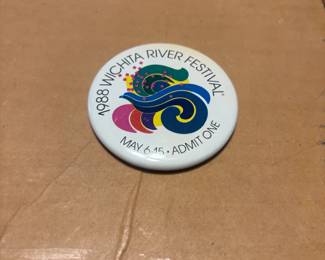 1988 WICHITA RIVER FESTIVAL
MAY 6-15 • ADMIT ONE